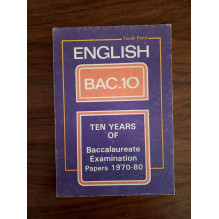 ENGLISH
BAC.10
TEN YEARS
OF
Baccalaureate
Examination
Papers 1970-80